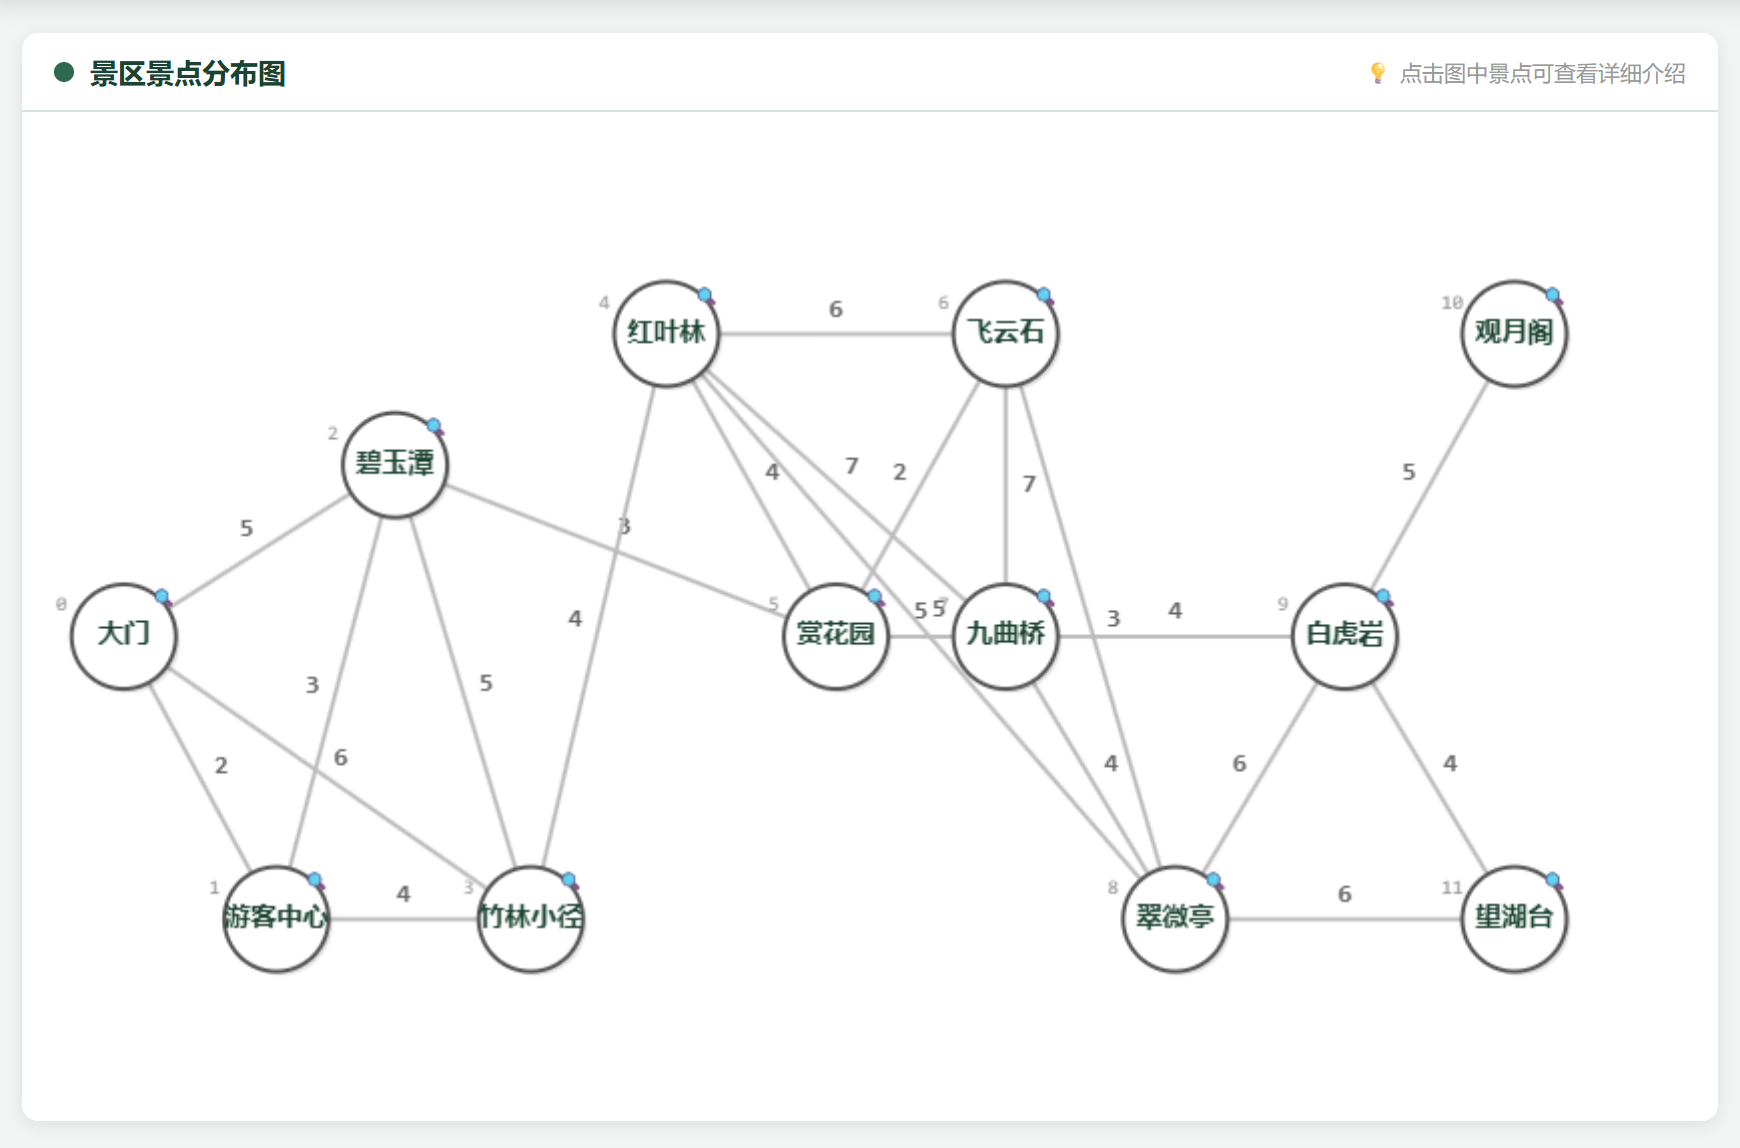 景区景点分布图
点击图中景点可查看详细介绍
4
红叶林
6
6
飞云石
10
观月阁
2
碧玉潭
4
7
2
7
5
5
3
0
大门
4
5
赏花园
5
5
7
九曲桥
3
4
9
白虎岩
3
5
2
6
4
6
4
1
游客中心
4
3
竹林小径
8
翠微亭
6
11
望湖台